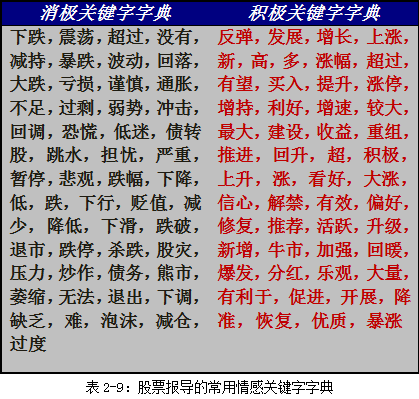 消极关键字字典
积极关键字字典
下跌，震荡，超过，没有，
减持，暴跌，波动，回落，
大跌，亏损，谨慎，通胀，
不足，过剩，弱势，冲击，
回调，恐慌，低迷，债转
股，跳水，担忧，严重，
暂停，悲观，跌幅，下降，
低，跌，下行，贬值，减
少，降低，下滑，跌破，
退市，跌停，杀跌，股灾，
压力，炒作，债务，熊市，
萎缩，无法，退出，下调，
缺乏，难，泡沫，减仓，
过度
反弹，发展，增长，上涨，
新，高，多，涨幅，超过，
有望，买入，提升，涨停，
增持，利好，增速，较大，
最大，建设，收益，重组，
推进，回升，超，积极，
上升，涨，看好，大涨，
信心，解禁，有效，偏好，
修复，推荐，活跃，升级，
新增，牛市，加强，回暖，
爆发，分红，乐观，大量，
有利于，促进，开展，降
准，恢复，优质，暴涨
表 2-9：股票报导的常用情感关键字字典